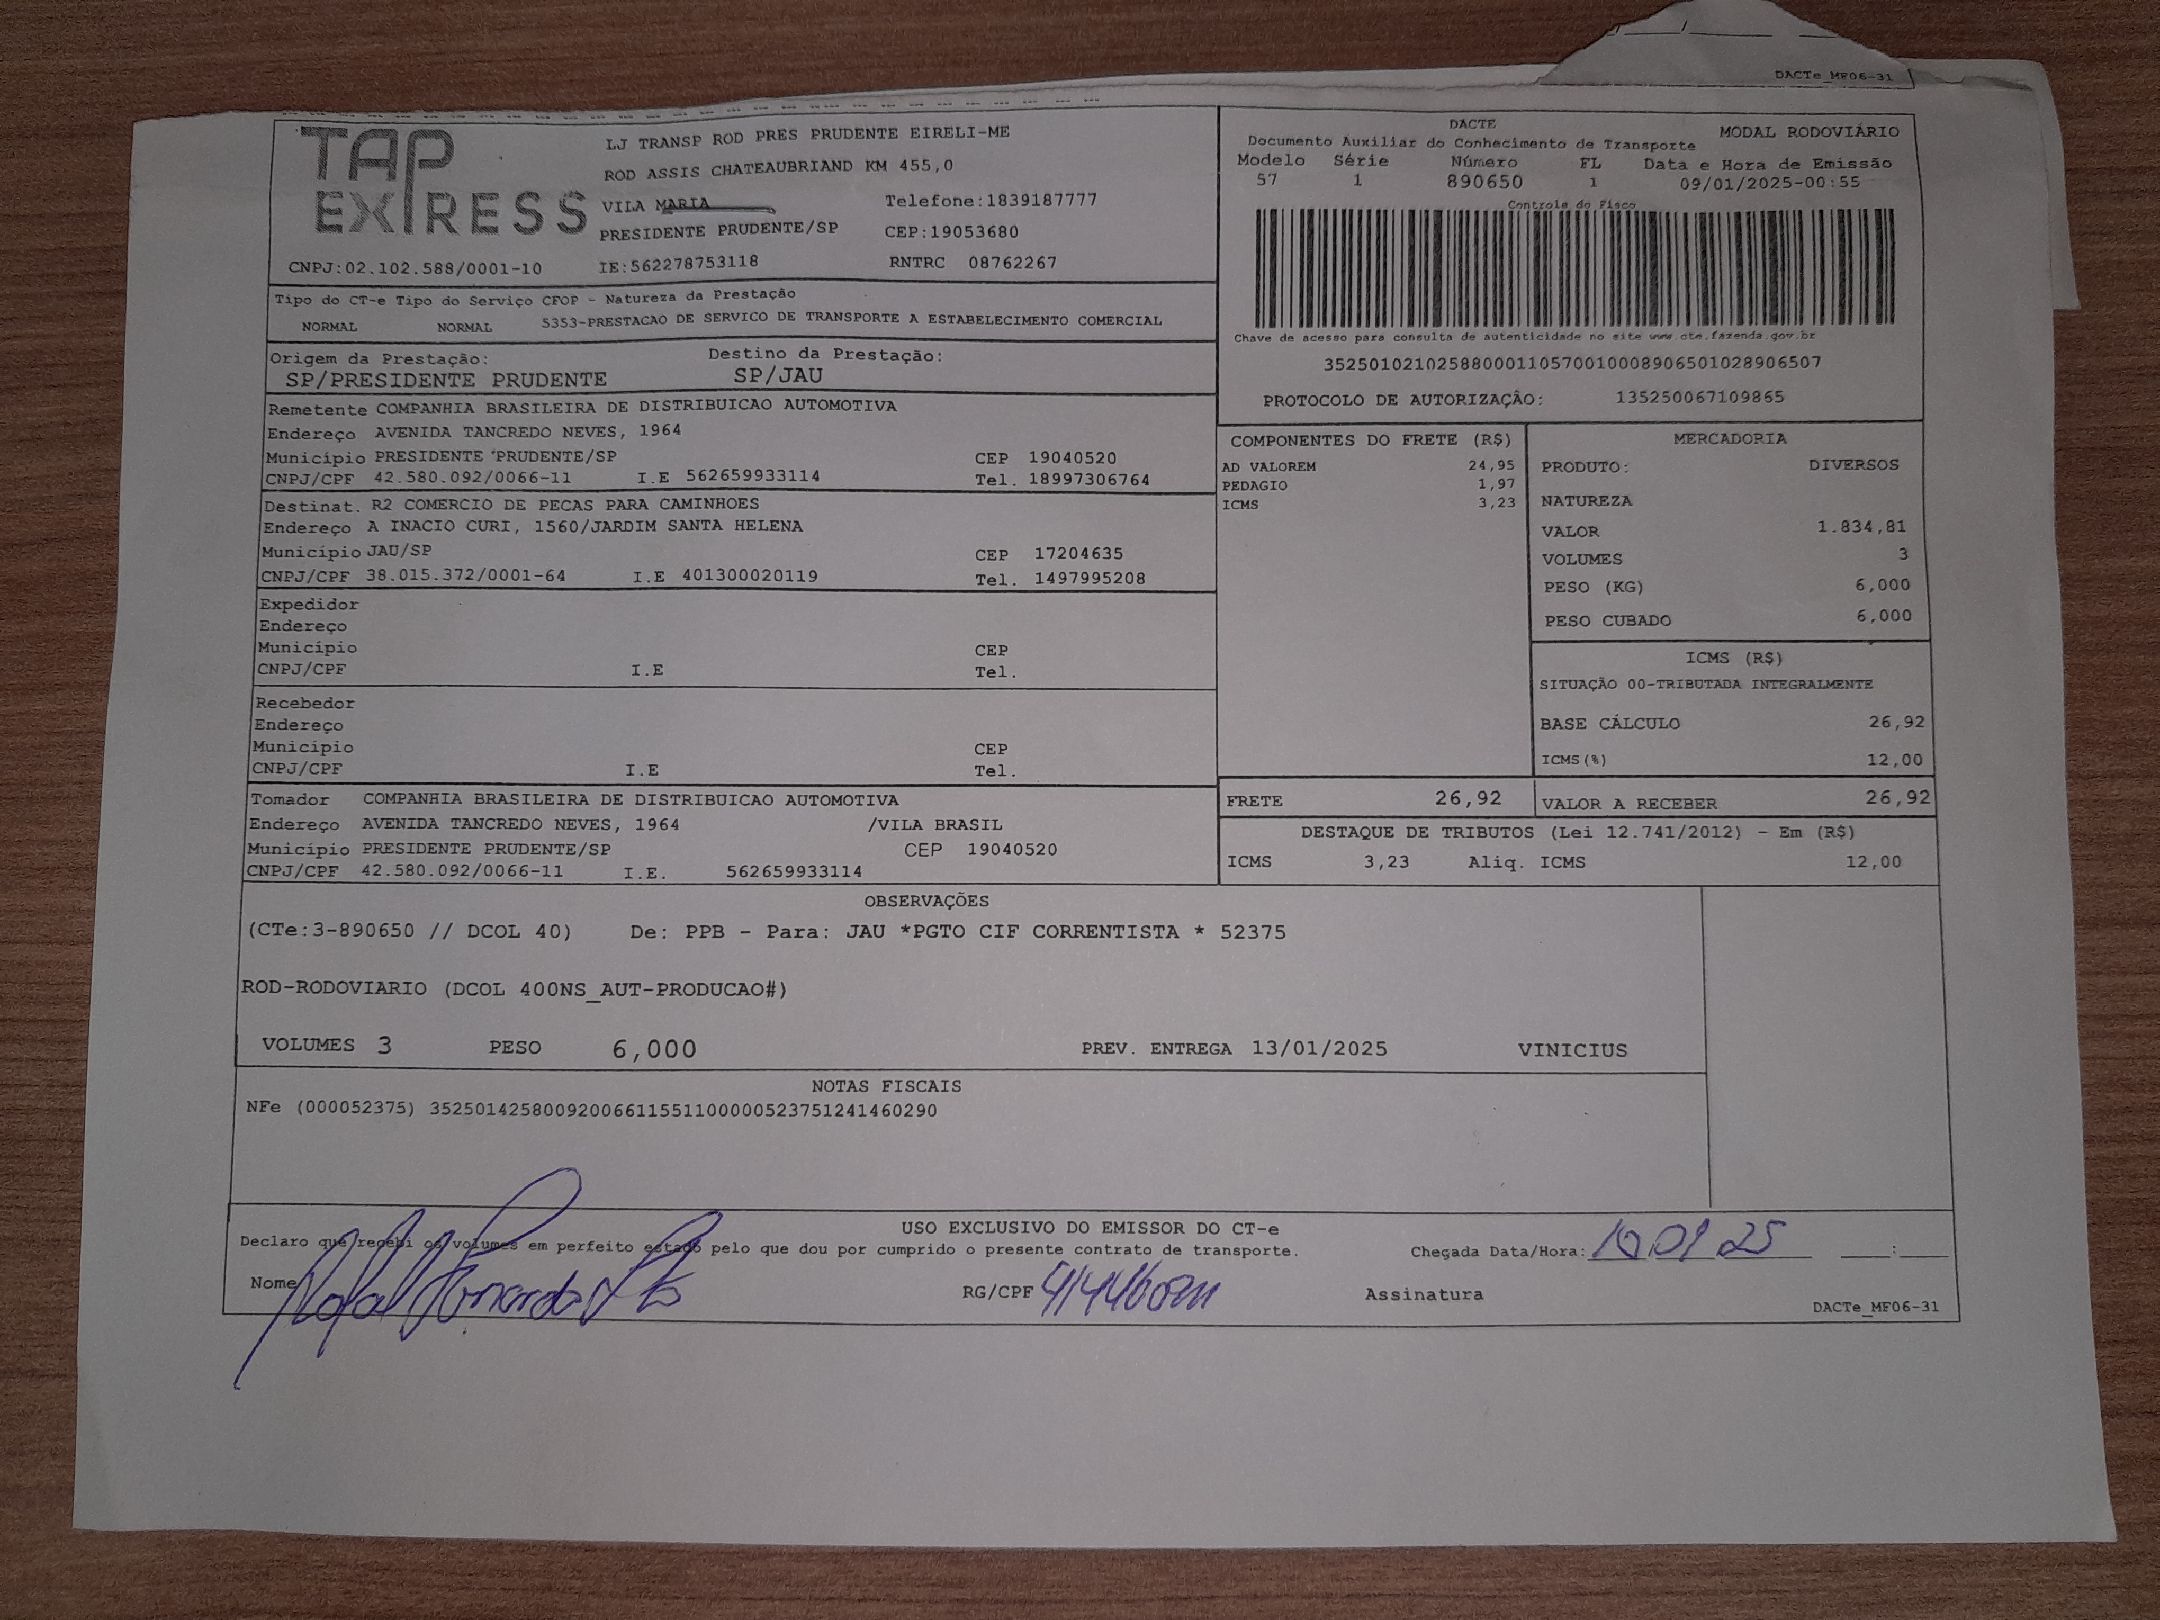 DACTe_MF06-31
TAP EXPRESS
LJ TRANSP ROD PRES PRUDENTE EIRELI-ME
ROD ASSIS CHATEAUBRIAND KM 455,0
VILA MARIA Telefone:1839187777
PRESIDENTE PRUDENTE/SP CEP:19053680
CNPJ:02.102.588/0001-10 IE:562278753118 RNTRC 08762267
DACTE MODAL RODOVIÁRIO
Documento Auxiliar do Conhecimento de Transporte
Modelo Série Número FL Data e Hora de Emissão
57 1 890650 1 09/01/2025-00:55
Controle do Fisco
Chave de acesso para consulta de autenticidade no site www.cte.fazenda.gov.br
35250102102588000110570010008906501028906507
PROTOCOLO DE AUTORIZAÇÃO: 135250067109865
Tipo do CT-e Tipo do Serviço CFOP - Natureza da Prestação
NORMAL NORMAL 5353-PRESTACAO DE SERVICO DE TRANSPORTE A ESTABELECIMENTO COMERCIAL
Origem da Prestação: Destino da Prestação:
SP/PRESIDENTE PRUDENTE SP/JAU
Remetente COMPANHIA BRASILEIRA DE DISTRIBUICAO AUTOMOTIVA
Endereço AVENIDA TANCREDO NEVES, 1964
Município PRESIDENTE PRUDENTE/SP CEP 19040520
CNPJ/CPF 42.580.092/0066-11 I.E 562659933114 Tel. 18997306764
Destinat. R2 COMERCIO DE PECAS PARA CAMINHOES
Endereço A INACIO CURI, 1560/JARDIM SANTA HELENA
Município JAU/SP CEP 17204635
CNPJ/CPF 38.015.372/0001-64 I.E 401300020119 Tel. 1497995208
Expedidor
Endereço
Município CEP
CNPJ/CPF I.E Tel.
Recebedor
Endereço
Município CEP
CNPJ/CPF I.E Tel.
Tomador COMPANHIA BRASILEIRA DE DISTRIBUICAO AUTOMOTIVA
Endereço AVENIDA TANCREDO NEVES, 1964 /VILA BRASIL
Município PRESIDENTE PRUDENTE/SP CEP 19040520
CNPJ/CPF 42.580.092/0066-11 I.E. 562659933114
COMPONENTES DO FRETE (R$)
AD VALOREM 24,95
PEDAGIO 1,97
ICMS 3,23
MERCADORIA
PRODUTO: DIVERSOS
NATUREZA
VALOR 1.834,81
VOLUMES 3
PESO (KG) 6,000
PESO CUBADO 6,000
ICMS (R$)
SITUAÇÃO 00-TRIBUTADA INTEGRALMENTE
BASE CÁLCULO 26,92
ICMS(%) 12,00
FRETE 26,92 VALOR A RECEBER 26,92
DESTAQUE DE TRIBUTOS (Lei 12.741/2012) - Em (R$)
ICMS 3,23 Aliq. ICMS 12,00
OBSERVAÇÕES
(CTe:3-890650 // DCOL 40) De: PPB - Para: JAU *PGTO CIF CORRENTISTA * 52375
ROD-RODOVIARIO (DCOL 400NS_AUT-PRODUCAO#)
VOLUMES 3 PESO 6,000 PREV. ENTREGA 13/01/2025 VINICIUS
NOTAS FISCAIS
NFe (000052375) 35250142580092006611551100000523751241460290
USO EXCLUSIVO DO EMISSOR DO CT-e
Declaro que recebi os volumes em perfeito estado pelo que dou por cumprido o presente contrato de transporte. Chegada Data/Hora: 10 01 25 :
Nome RG/CPF Assinatura
DACTe_MF06-31